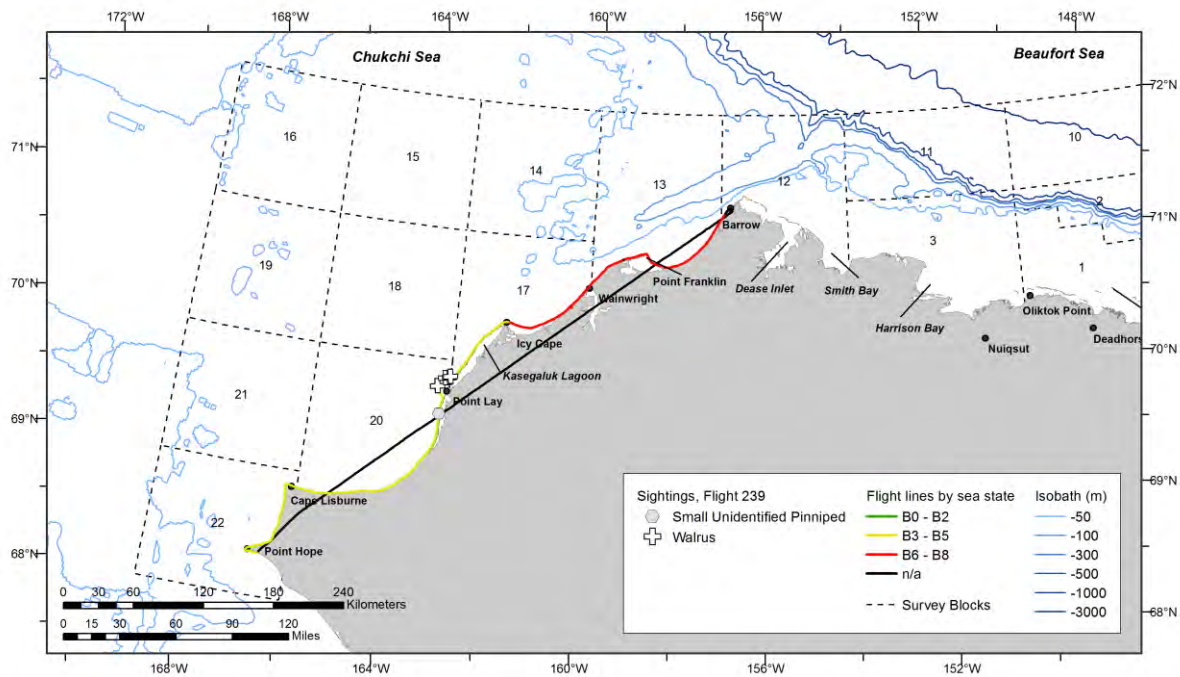 172°W 168°W 164°W 160°W 156°W 152°W 148°W
Chukchi Sea
Beaufort Sea
72°N
71°N
71°N
70°N
70°N
69°N
69°N
68°N
68°N
16
15
14
13
12
11
10
2
3
1
19
18
17
21
20
22
Barrow
Point Franklin
Wainwright
Icy Cape
Kasegaluk Lagoon
Point Lay
Cape Lisburne
Point Hope
Dease Inlet
Smith Bay
Harrison Bay
Oliktok Point
Nuiqsut
Deadhors
0 30 60 120 180 240
Kilometers
0 15 30 60 90 120
Miles
Sightings, Flight 239
Small Unidentified Pinniped
Walrus
Flight lines by sea state
B0 - B2
B3 - B5
B6 - B8
n/a
Survey Blocks
Isobath (m)
-50
-100
-300
-500
-1000
-3000
168°W 164°W 160°W 156°W 152°W